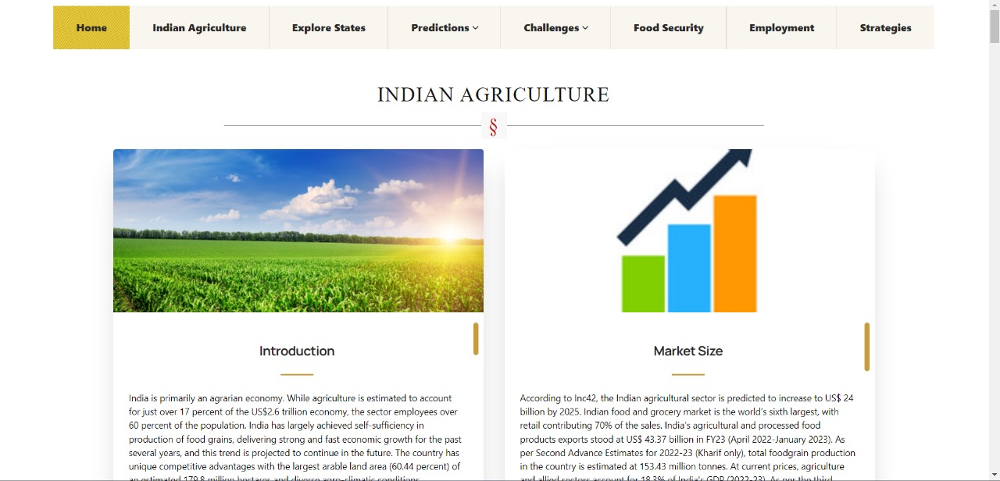 Home Indian Agriculture Explore States Predictions Challenges Food Security Employment Strategies
INDIAN AGRICULTURE
§
Introduction
India is primarily an agrarian economy. While agriculture is estimated to account
for just over 17 percent of the US$2.6 trillion economy, the sector employees over
60 percent of the population. India has largely achieved self-sufficiency in
production of food grains, delivering strong and fast economic growth for the past
several years, and this trend is projected to continue in the future. The country has
unique competitive advantages with the largest arable land area (60.44 percent) of
an estimated 179.8 million hectares and diverse agro-climatic conditions
Market Size
According to Inc42, the Indian agricultural sector is predicted to increase to US$ 24
billion by 2025. Indian food and grocery market is the world's sixth largest, with
retail contributing 70% of the sales. India's agricultural and processed food
products exports stood at US$ 43.37 billion in FY23 (April 2022-January 2023). As
per Second Advance Estimates for 2022-23 (Kharif only), total foodgrain production
in the country is estimated at 153.43 million tonnes. At current prices, agriculture
and allied sectors account for 18.3% of India's GDP (2022-23). As per the third